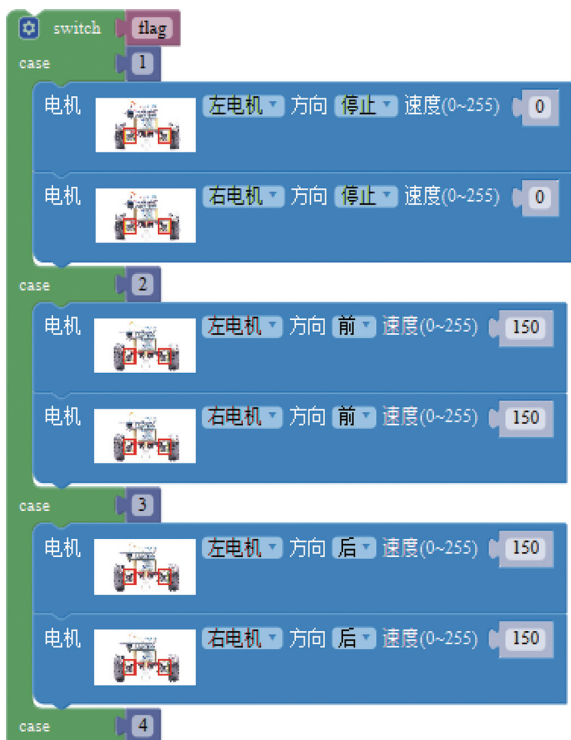 switch flag
case 1
电机 左电机 方向 停止 速度(0~255) 0
电机 右电机 方向 停止 速度(0~255) 0
case 2
电机 左电机 方向 前 速度(0~255) 150
电机 右电机 方向 前 速度(0~255) 150
case 3
电机 左电机 方向 后 速度(0~255) 150
电机 右电机 方向 后 速度(0~255) 150
case 4